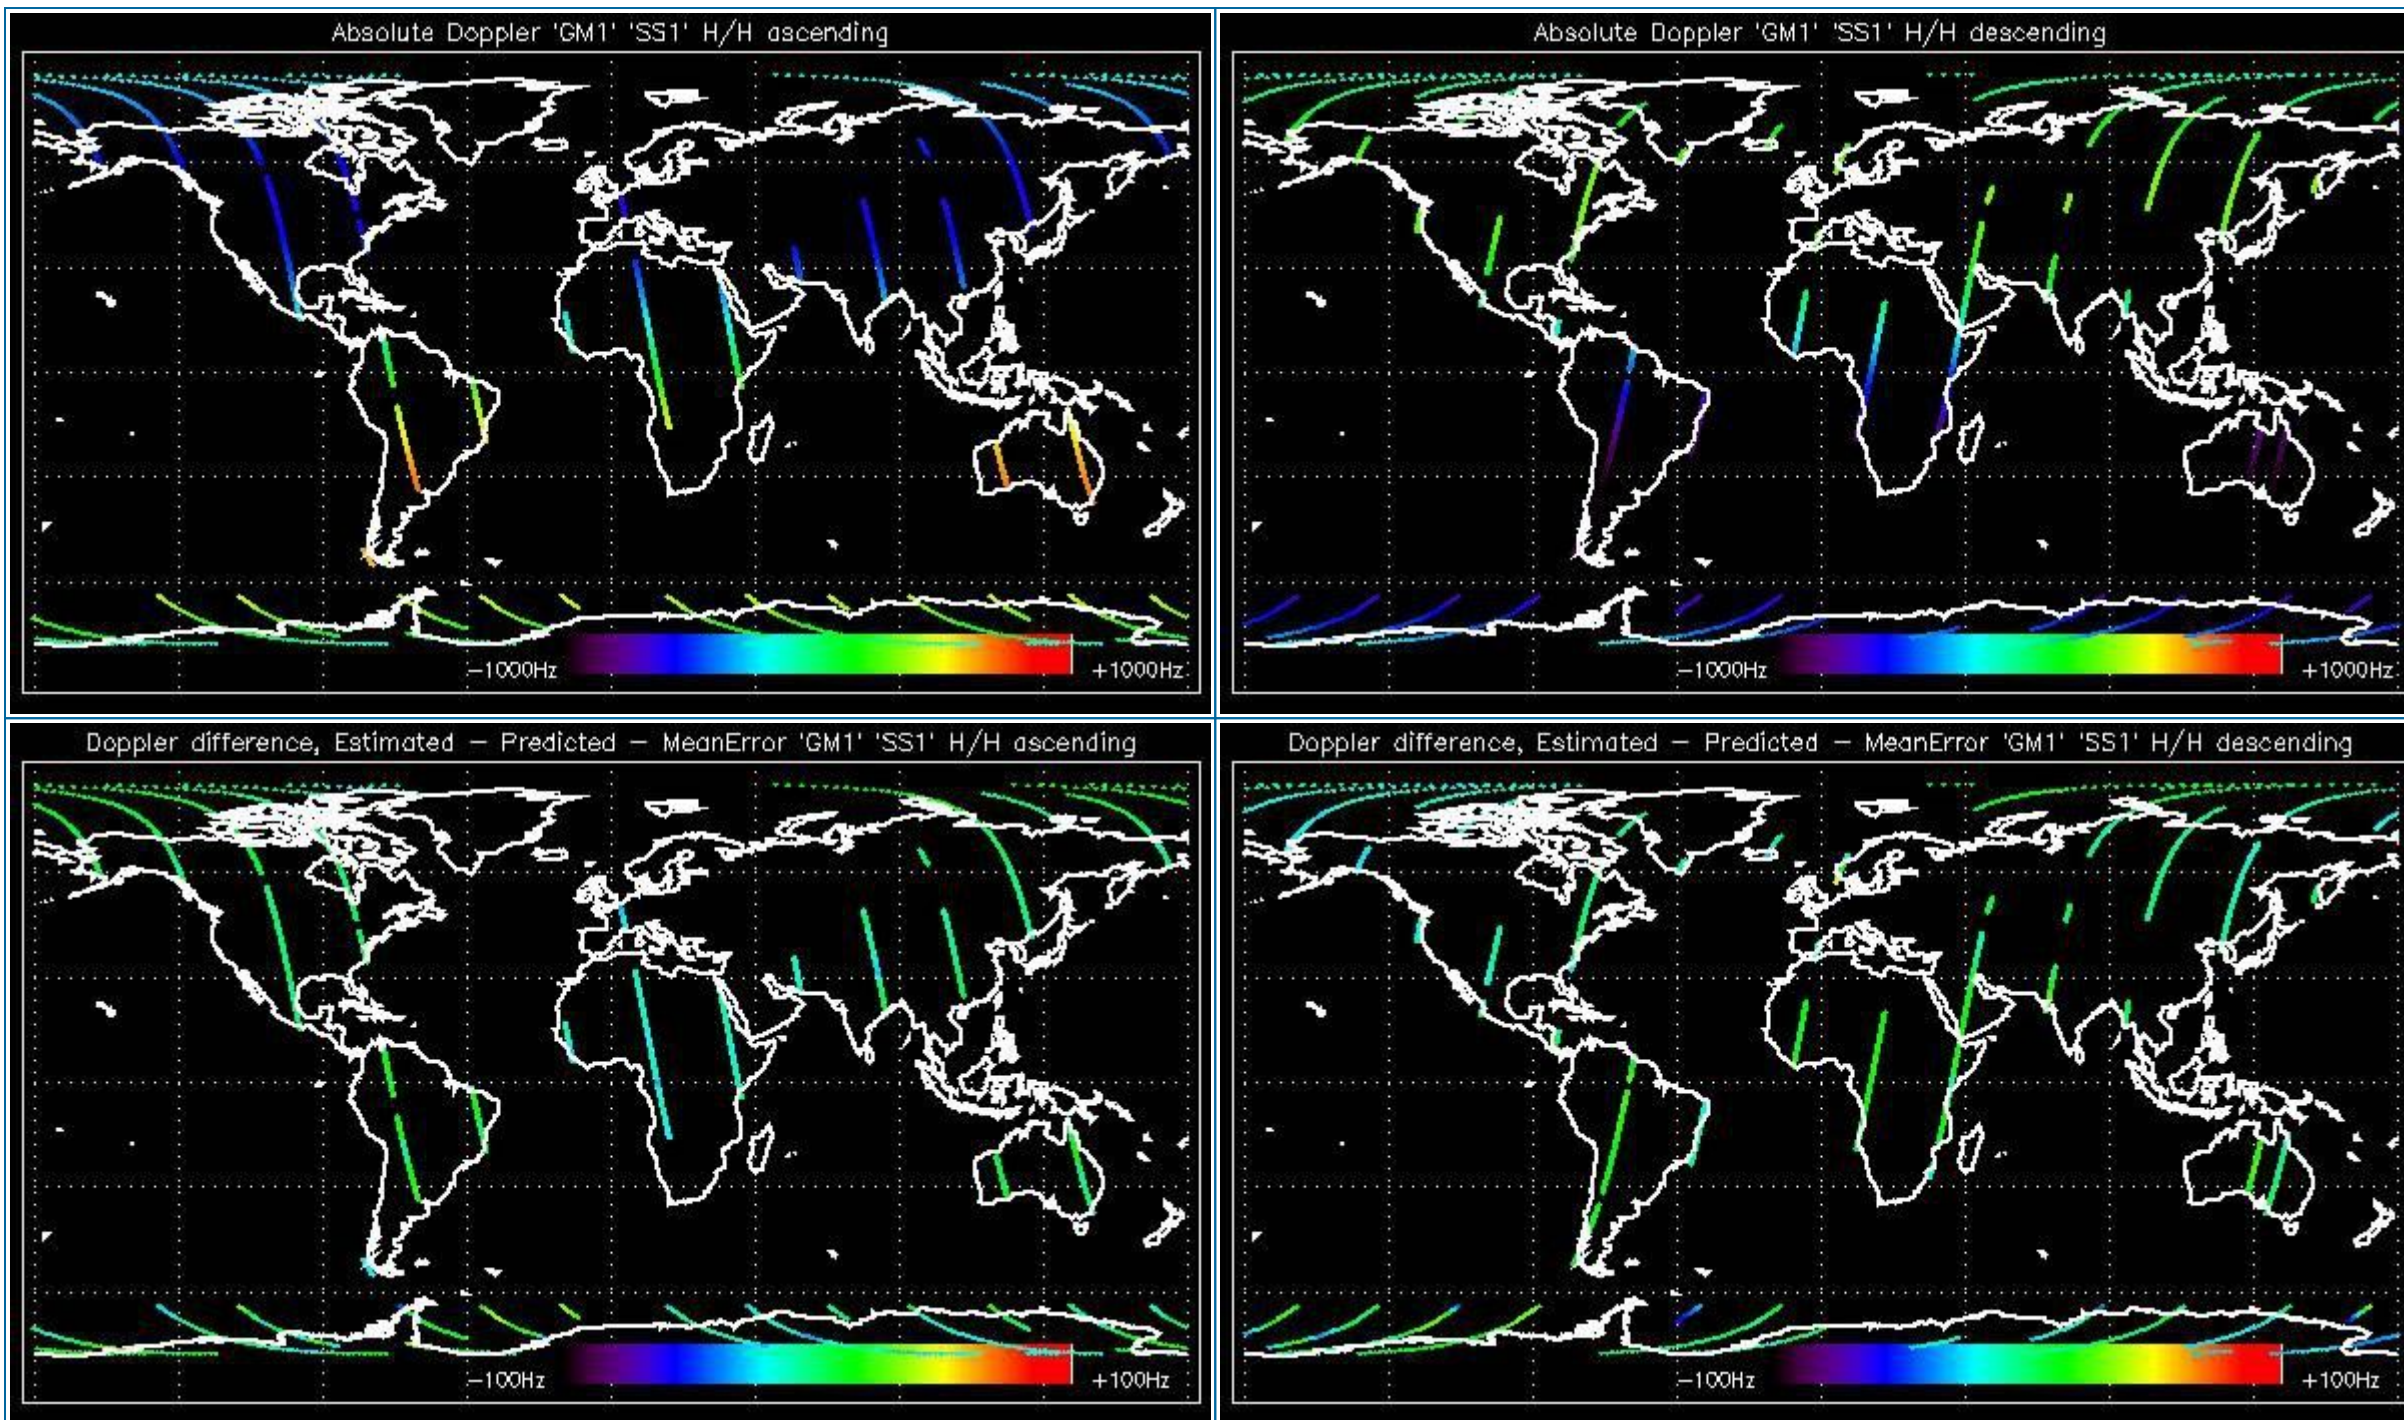 Absolute Doppler 'GM1' 'SS1' H/H ascending
-1000Hz
+1000Hz
Absolute Doppler 'GM1' 'SS1' H/H descending
-1000Hz
+1000Hz
Doppler difference, Estimated - Predicted - MeanError 'GM1' 'SS1' H/H ascending
-100Hz
+100Hz
Doppler difference, Estimated - Predicted - MeanError 'GM1' 'SS1' H/H descending
-100Hz
+100Hz